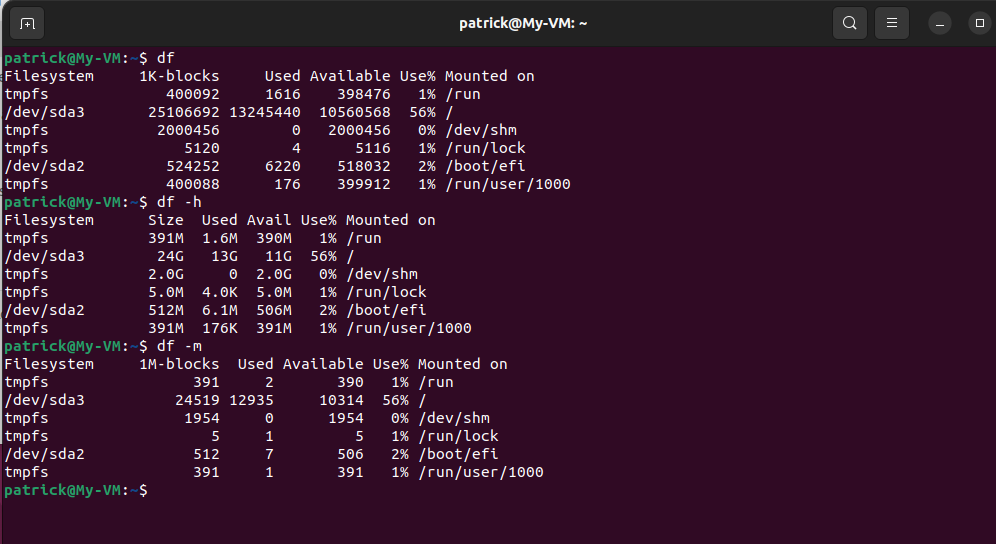 patrick@My-VM: ~
patrick@My-VM:~$ df
Filesystem     1K-blocks     Used Available Use% Mounted on
tmpfs             400092     1616    398476   1% /run
/dev/sda3       25106692 13245440  10560568  56% /
tmpfs            2000456        0   2000456   0% /dev/shm
tmpfs               5120        4      5116   1% /run/lock
/dev/sda2         524252     6220    518032   2% /boot/efi
tmpfs             400088      176    399912   1% /run/user/1000
patrick@My-VM:~$ df -h
Filesystem      Size  Used Avail Use% Mounted on
tmpfs           391M  1.6M  390M   1% /run
/dev/sda3        24G   13G   11G  56% /
tmpfs           2.0G     0  2.0G   0% /dev/shm
tmpfs           5.0M  4.0K  5.0M   1% /run/lock
/dev/sda2       512M  6.1M  506M   2% /boot/efi
tmpfs           391M  176K  391M   1% /run/user/1000
patrick@My-VM:~$ df -m
Filesystem     1M-blocks  Used Available Use% Mounted on
tmpfs                391     2       390   1% /run
/dev/sda3          24519 12935     10314  56% /
tmpfs               1954     0      1954   0% /dev/shm
tmpfs                  5     1         5   1% /run/lock
/dev/sda2            512     7       506   2% /boot/efi
tmpfs                391     1       391   1% /run/user/1000
patrick@My-VM:~$